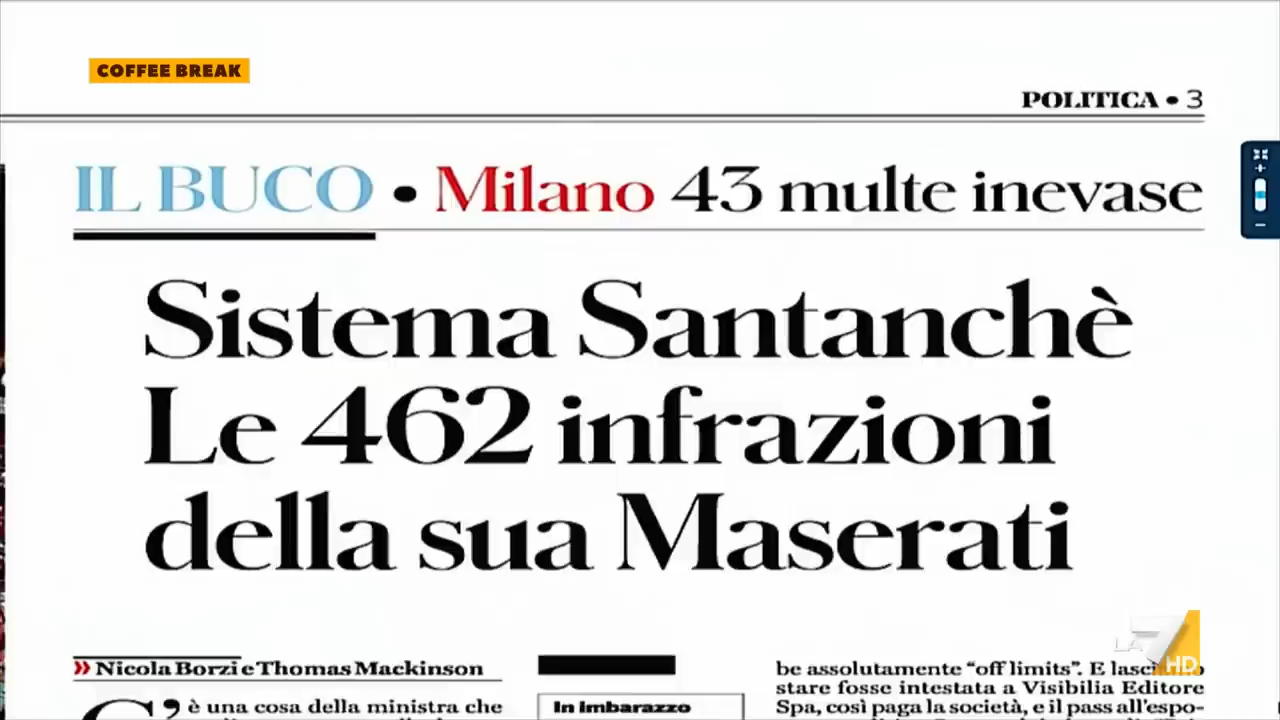 COFFEE BREAK
POLITICA • 3
IL BUCO • Milano 43 multe inevase
Sistema Santanchè
Le 462 infrazioni
della sua Maserati
» Nicola Borzi e Thomas Mackinson
C'è una cosa della ministra che
In imbarazzo
be assolutamente “off limits”. E
stare fosse intestata a Visibilia Editore
Spa, così paga la società, e il pass all'espo-
LA7 HD